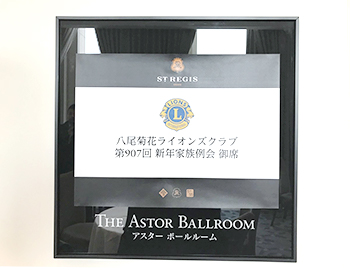 ST REGIS
LIONS
L
八尾菊花ライオンズクラブ
第907回 新年家族例会 御席
THE ASTOR BALLROOM
アスター ボールルーム